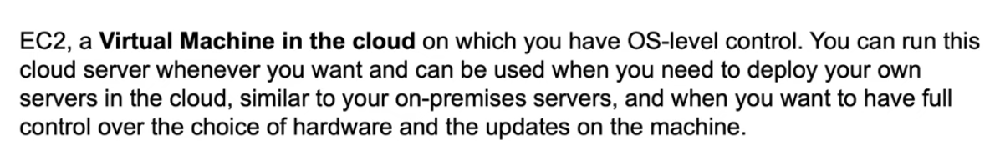 EC2, a Virtual Machine in the cloud on which you have OS-level control. You can run this
cloud server whenever you want and can be used when you need to deploy your own
servers in the cloud, similar to your on-premises servers, and when you want to have full
control over the choice of hardware and the updates on the machine.